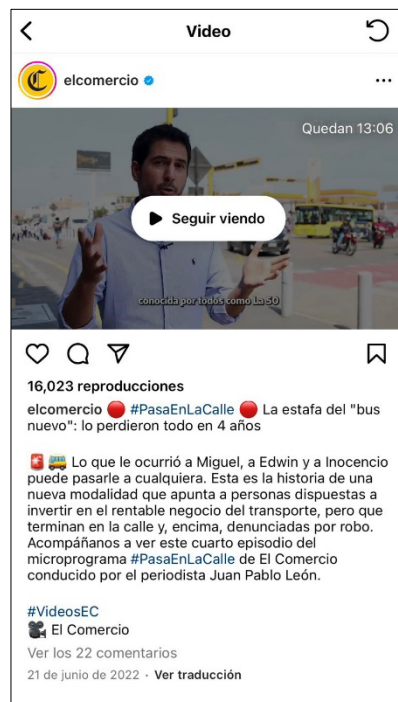 Video
elcomercio
Quedan 13:06
Seguir viendo
conocida por todos como La 50
16,023 reproducciones
elcomercio 🔴 #PasaEnLaCalle 🔴 La estafa del "bus
nuevo": lo perdieron todo en 4 años
🚨 🚌 Lo que le ocurrió a Miguel, a Edwin y a Inocencio
puede pasarle a cualquiera. Esta es la historia de una
nueva modalidad que apunta a personas dispuestas a
invertir en el rentable negocio del transporte, pero que
terminan en la calle y, encima, denunciadas por robo.
Acompáñanos a ver este cuarto episodio del
microprograma #PasaEnLaCalle de El Comercio
conducido por el periodista Juan Pablo León.
#VideosEC
🎥 El Comercio
Ver los 22 comentarios
21 de junio de 2022 · Ver traducción